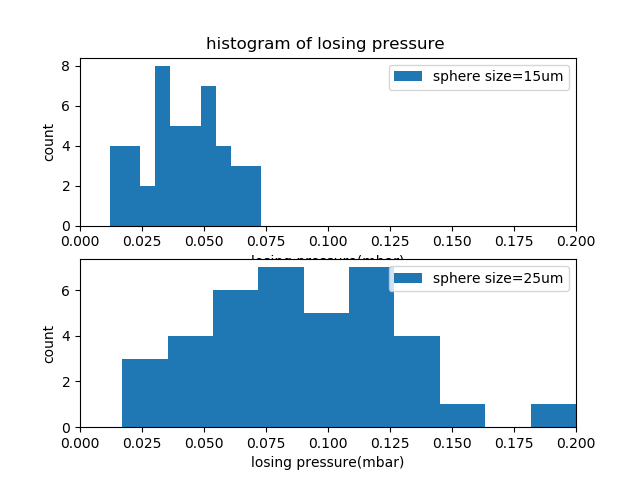 histogram of losing pressure
8
6
4
2
0
count
sphere size=15um
0.000 0.025 0.050 0.075 0.100 0.125 0.150 0.175 0.200
losing pressure(mbar)
6
4
2
0
count
sphere size=25um
0.000 0.025 0.050 0.075 0.100 0.125 0.150 0.175 0.200
losing pressure(mbar)